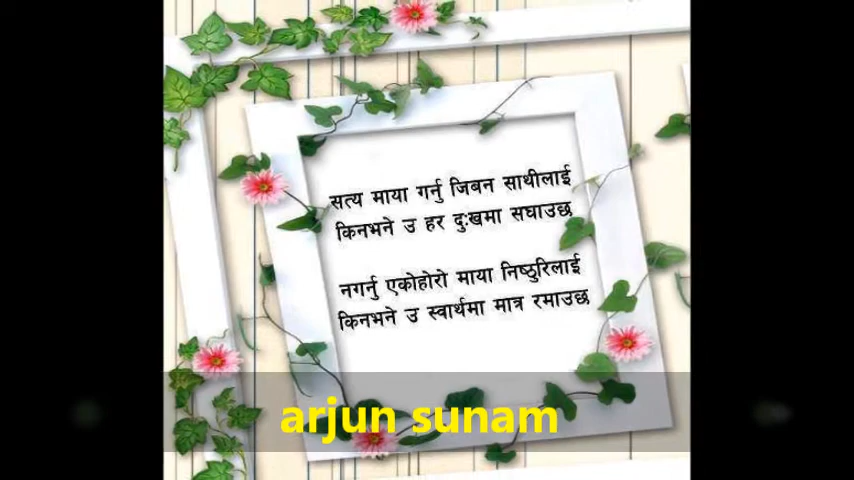 सत्य माया गर्नु जिबन साथीलाई
किनभने उ हर दुःखमा सघाउछ
नगर्नु एकोहोरो माया निष्ठुरिलाई
किनभने उ स्वार्थमा मात्र रमाउछ
arjun sunam